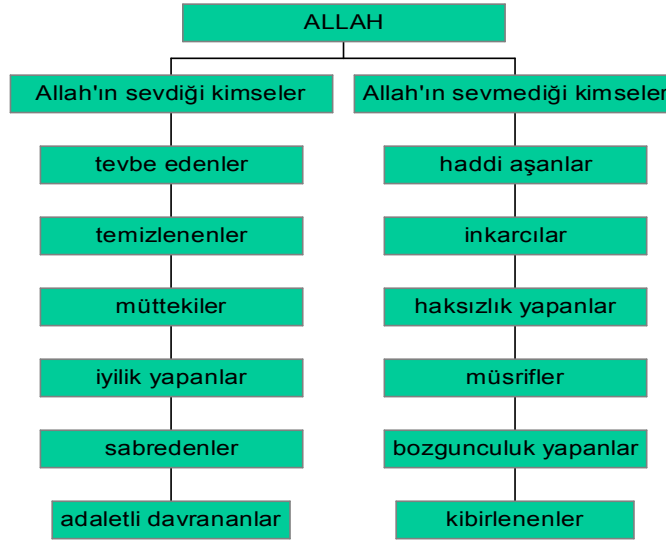 ALLAH
Allah'ın sevdiği kimseler
Allah'ın sevmediği kimseler
tevbe edenler
haddi aşanlar
temizlenenler
inkarcılar
müttekiler
haksızlık yapanlar
iyilik yapanlar
müsrifler
sabredenler
bozgunculuk yapanlar
adaletli davrananlar
kibirlenenler